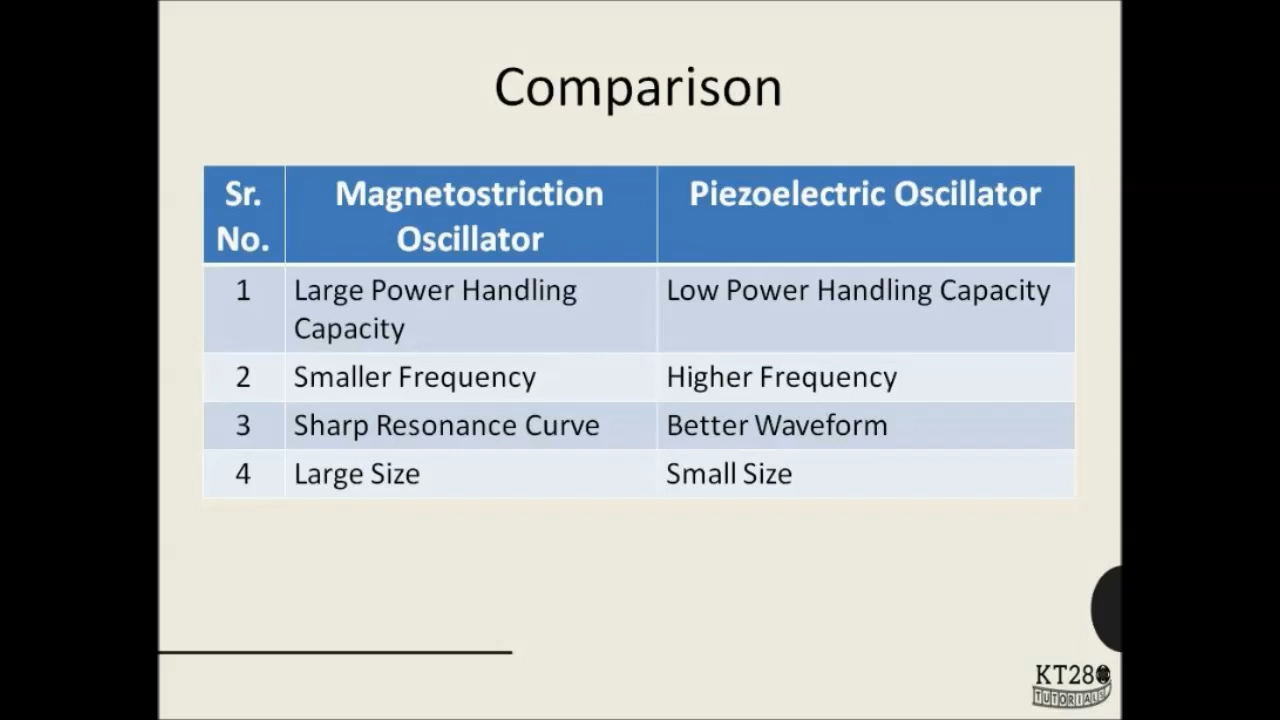 Comparison
Sr. No.
Magnetostriction Oscillator
Piezoelectric Oscillator
1
Large Power Handling Capacity
Low Power Handling Capacity
2
Smaller Frequency
Higher Frequency
3
Sharp Resonance Curve
Better Waveform
4
Large Size
Small Size
KT280
TUTORIALS